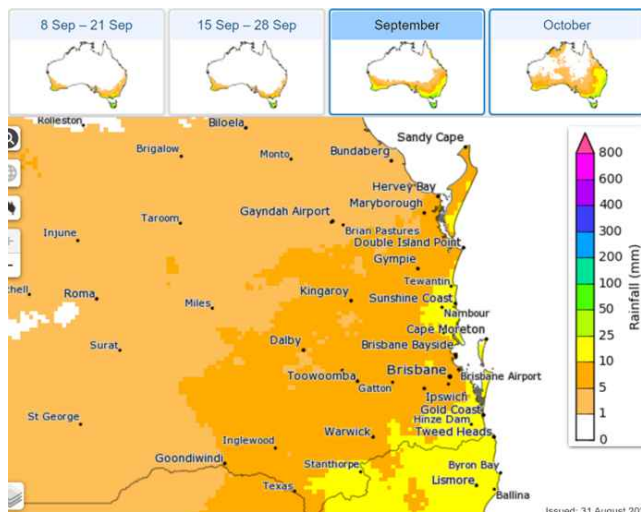 8 Sep – 21 Sep
15 Sep – 28 Sep
September
October
Rolleston
Biloela
Sandy Cape
Brigalow
Monto
Bundaberg
Hervey Bay
Maryborough
Taroom
Gayndah Airport
Brian Pastures
Injune
Double Island Point
Gympie
Tewantin
Roma
Miles
Kingaroy
Sunshine Coast
Nambour
Cape Moreton
Surat
Dalby
Brisbane Bayside
Brisbane
Brisbane Airport
Toowoomba
Gatton
Ipswich
Gold Coast
St George
Hinze Dam
Warwick
Tweed Heads
Inglewood
Goondiwindi
Stanthorpe
Byron Bay
Texas
Lismore
Ballina
800
600
400
300
200
100
50
25
10
5
1
0
Rainfall (mm)
Issued: 31 August